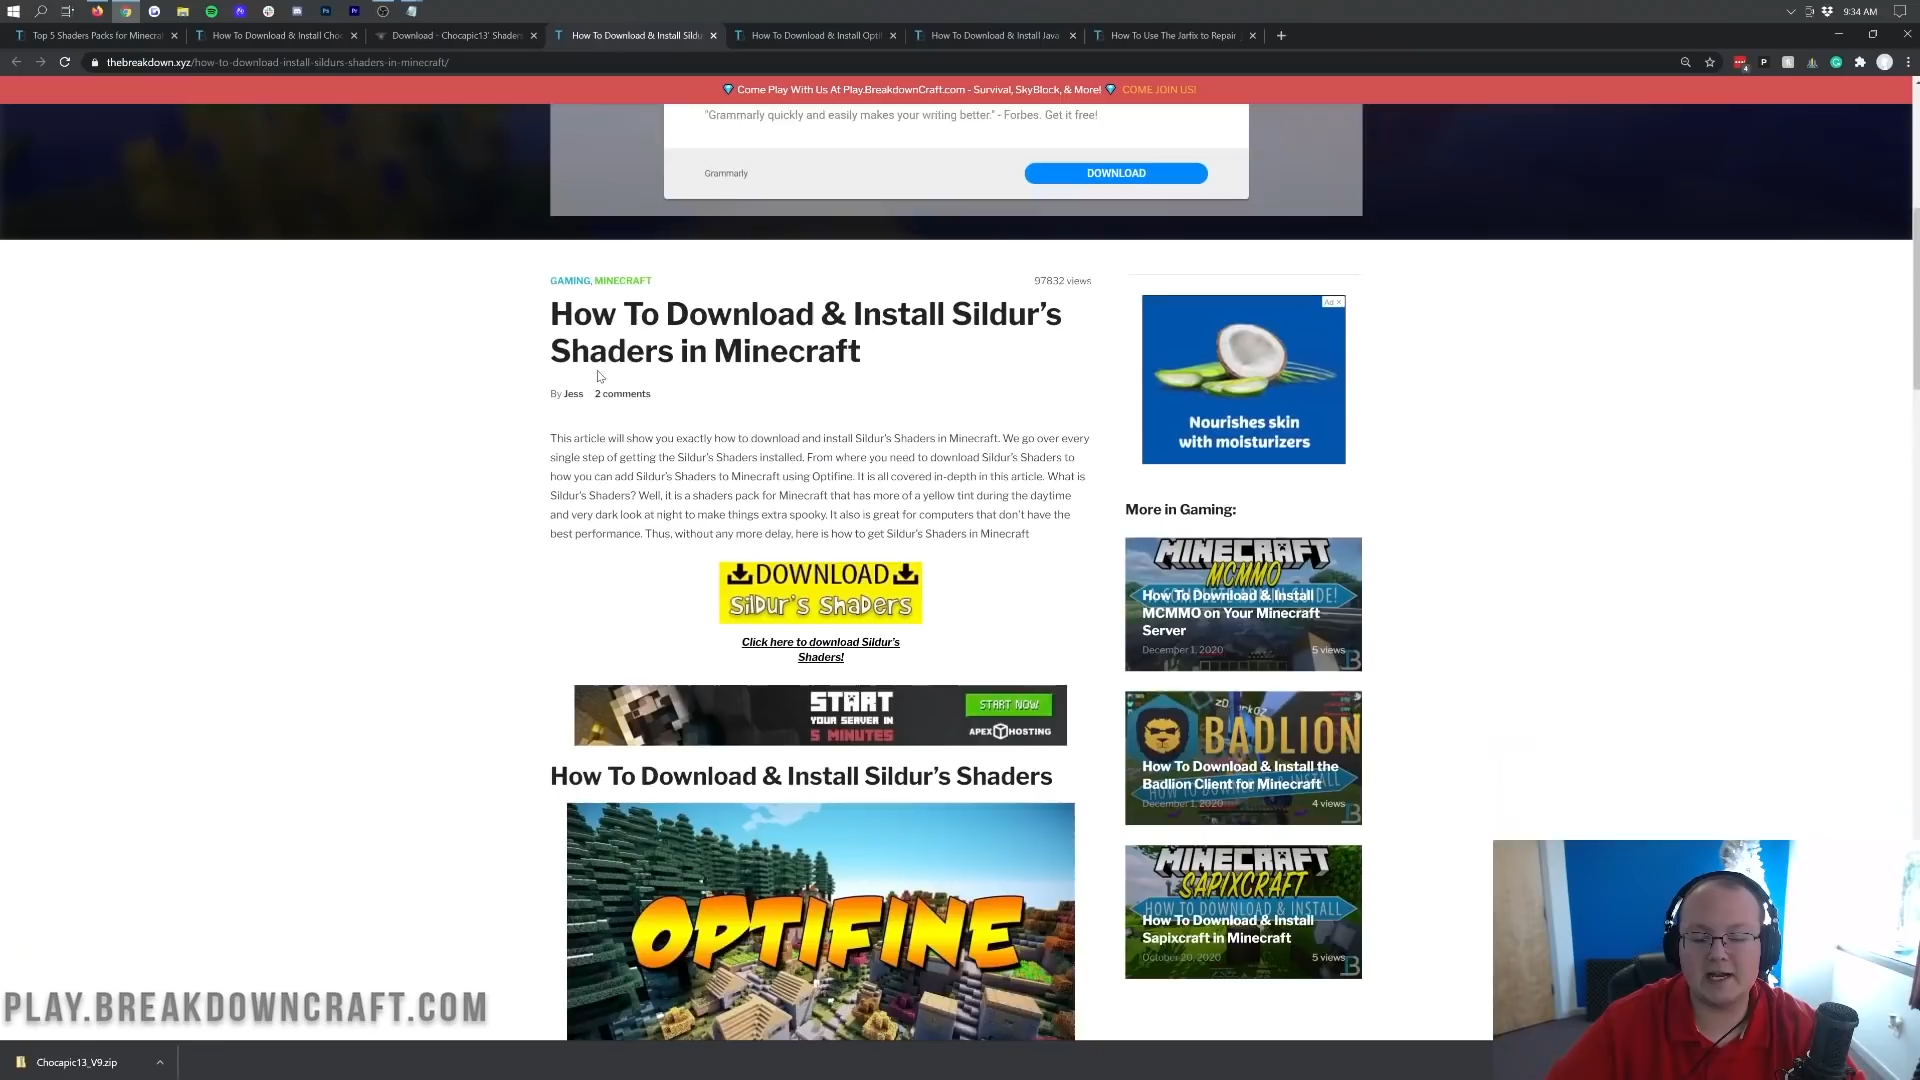 9:34 AM
Top 5 Shaders Packs for Minecraf
How To Download & Install Choc
Download - Chocapic13' Shaders
How To Download & Install Sildu
How To Download & Install Opti
How To Download & Install Java
How To Use The Jarfix to Repair
thebreakdown.xyz/how-to-download-install-sildurs-shaders-in-minecraft/
Come Play With Us At Play.BreakdownCraft.com - Survival, SkyBlock, & More! COME JOIN US!
"Grammarly quickly and easily makes your writing better." - Forbes. Get it free!
Grammarly
DOWNLOAD
GAMING, MINECRAFT
97832 views
How To Download & Install Sildur's
Shaders in Minecraft
By Jess 2 comments
This article will show you exactly how to download and install Sildur's Shaders in Minecraft. We go over every
single step of getting the Sildur's Shaders installed. From where you need to download Sildur's Shaders to
how you can add Sildur's Shaders to Minecraft using Optifine. It is all covered in-depth in this article. What is
Sildur's Shaders? Well, it is a shaders pack for Minecraft that has more of a yellow tint during the daytime
and very dark look at night to make things extra spooky. It also is great for computers that don't have the
best performance. Thus, without any more delay, here is how to get Sildur's Shaders in Minecraft
DOWNLOAD
Sildur's Shaders
Click here to download Sildur's
Shaders!
START
YOUR SERVER IN
5 MINUTES
START NOW
APEX HOSTING
How To Download & Install Sildur's Shaders
OPTIFINE
Ad
Nourishes skin
with moisturizers
More in Gaming:
MINECRAFT
MCMMO
How To Download & Install
MCMMO on Your Minecraft
Server
December 1, 2020 5 views
BADLION
How To Download & Install the
Badlion Client for Minecraft
December 1, 2020 4 views
MINECRAFT
SAPIXCRAFT
HOW TO DOWNLOAD & INSTALL
How To Download & Install
Sapixcraft in Minecraft
October 20, 2020 5 views
PLAY.BREAKDOWNCRAFT.COM
Chocapic13_V9.zip